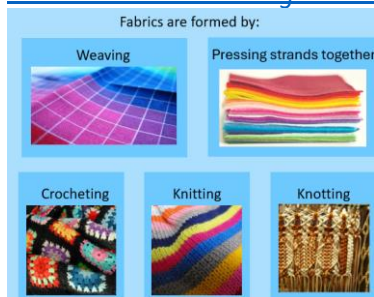 Fabrics are formed by:
Weaving
Pressing strands together
Crocheting
Knitting
Knotting